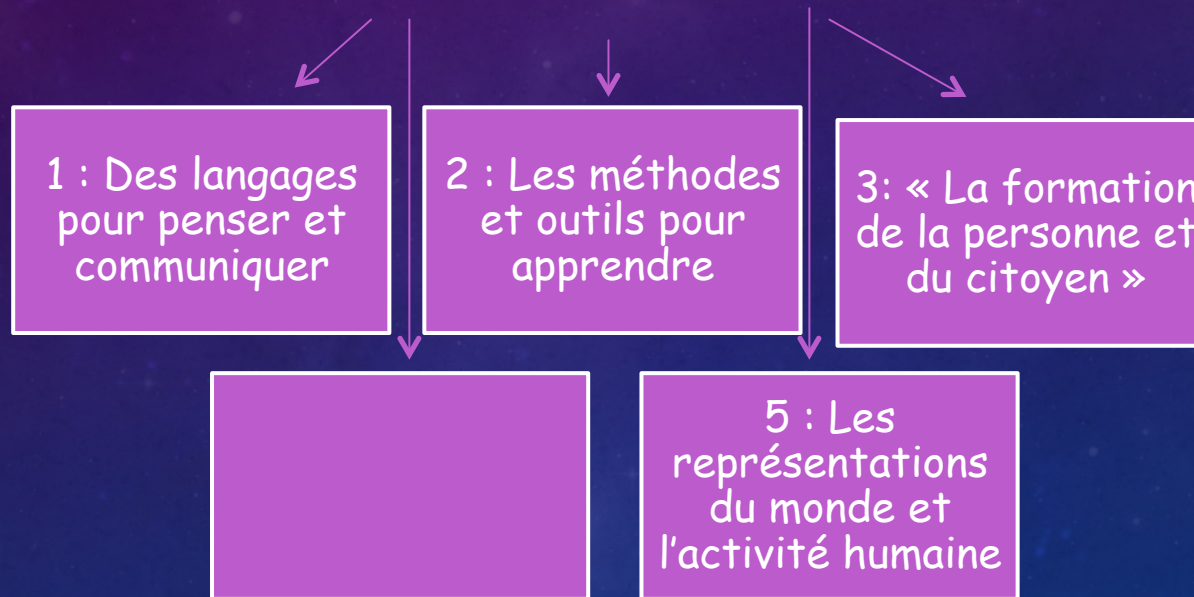 1 : Des langages
pour penser et
communiquer
2 : Les méthodes
et outils pour
apprendre
3: « La formation
de la personne et
du citoyen »
5 : Les
représentations
du monde et
l'activité humaine